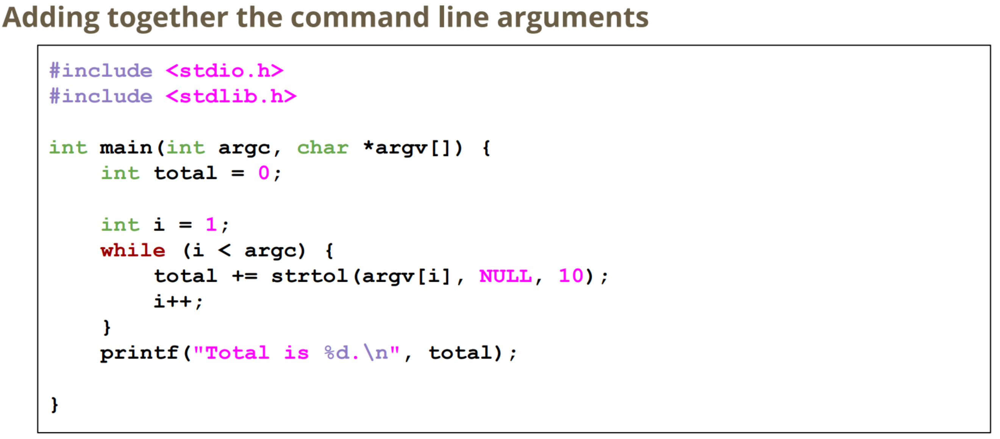 Adding together the command line arguments
#include <stdio.h>
#include <stdlib.h>
int main(int argc, char *argv[]) {
int total = 0;
int i = 1;
while (i < argc) {
total += strtol(argv[i], NULL, 10);
i++;
}
printf("Total is %d.\n", total);
}